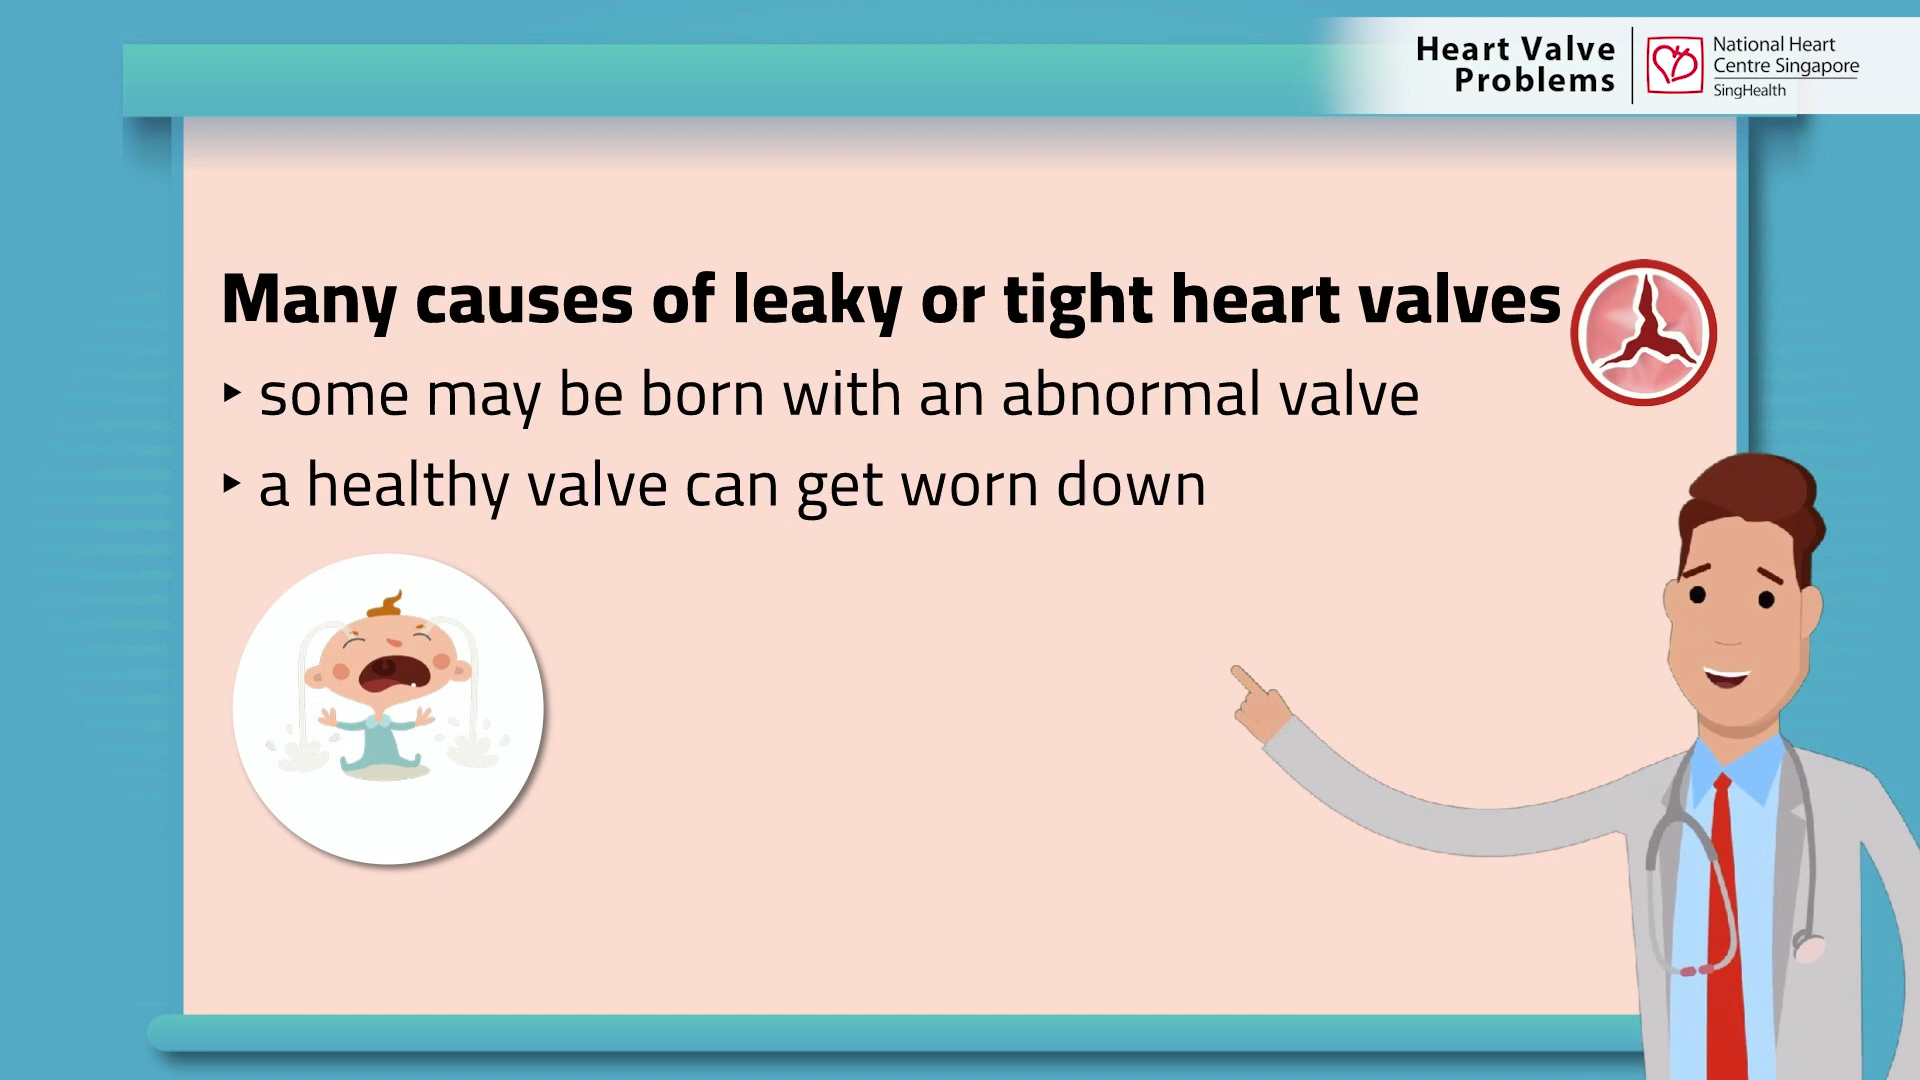 Heart Valve
Problems
National Heart
Centre Singapore
SingHealth
Many causes of leaky or tight heart valves
‣ some may be born with an abnormal valve
‣ a healthy valve can get worn down